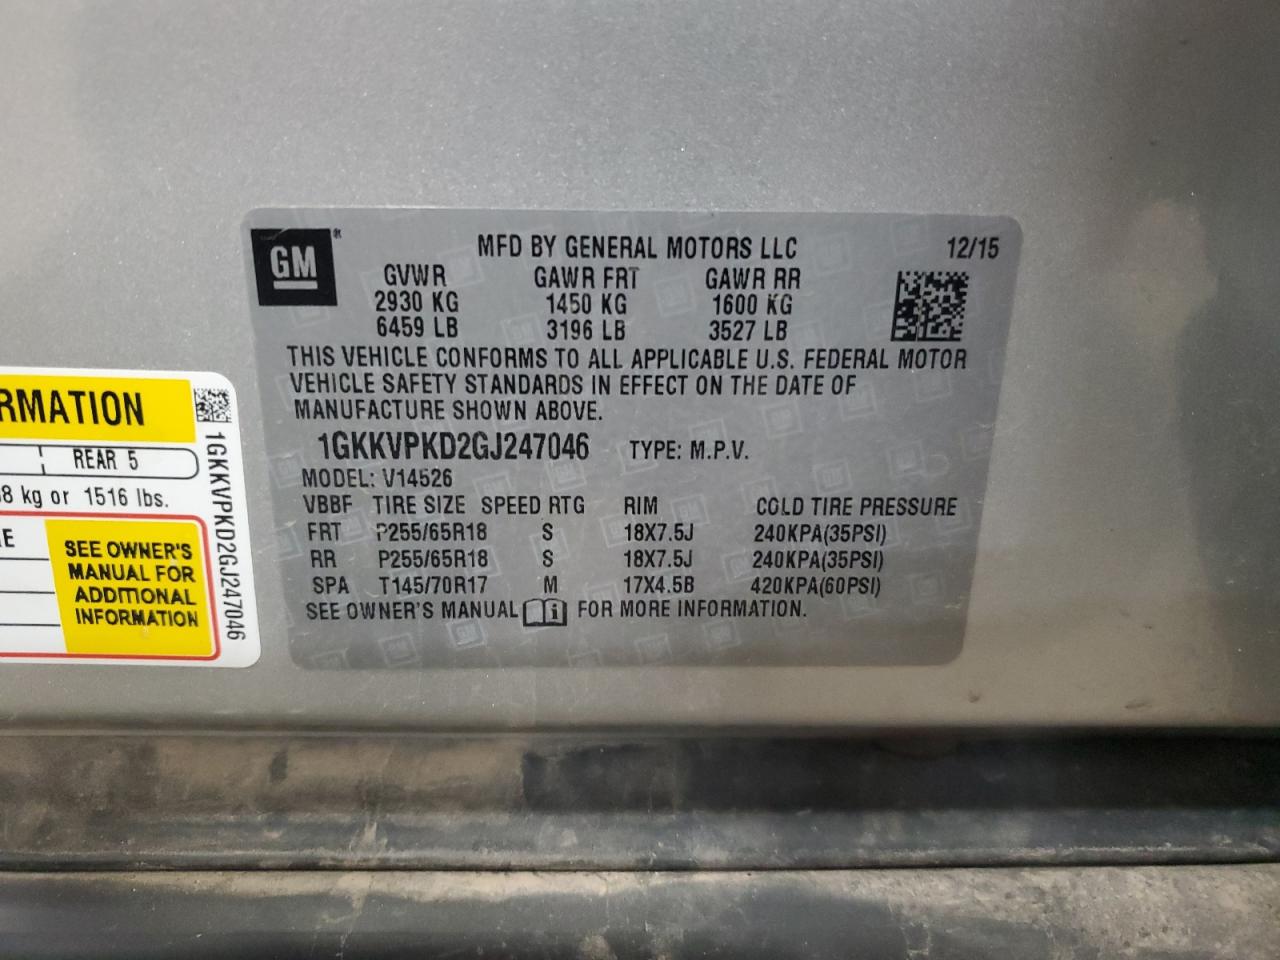 GM
MFD BY GENERAL MOTORS LLC 12/15
GVWR GAWR FRT GAWR RR
2930 KG 1450 KG 1600 KG
6459 LB 3196 LB 3527 LB
THIS VEHICLE CONFORMS TO ALL APPLICABLE U.S. FEDERAL MOTOR
VEHICLE SAFETY STANDARDS IN EFFECT ON THE DATE OF
MANUFACTURE SHOWN ABOVE.
1GKKVPKD2GJ247046 TYPE: M.P.V.
MODEL: V14526
VBBF TIRE SIZE SPEED RTG RIM COLD TIRE PRESSURE
FRT P255/65R18 S 18X7.5J 240KPA(35PSI)
RR P255/65R18 S 18X7.5J 240KPA(35PSI)
SPA T145/70R17 M 17X4.5B 420KPA(60PSI)
SEE OWNER'S MANUAL i FOR MORE INFORMATION.
RMATION
REAR 5
8 kg or 1516 lbs.
E
SEE OWNER'S
MANUAL FOR
ADDITIONAL
INFORMATION
1GKKVPKD2GJ247046